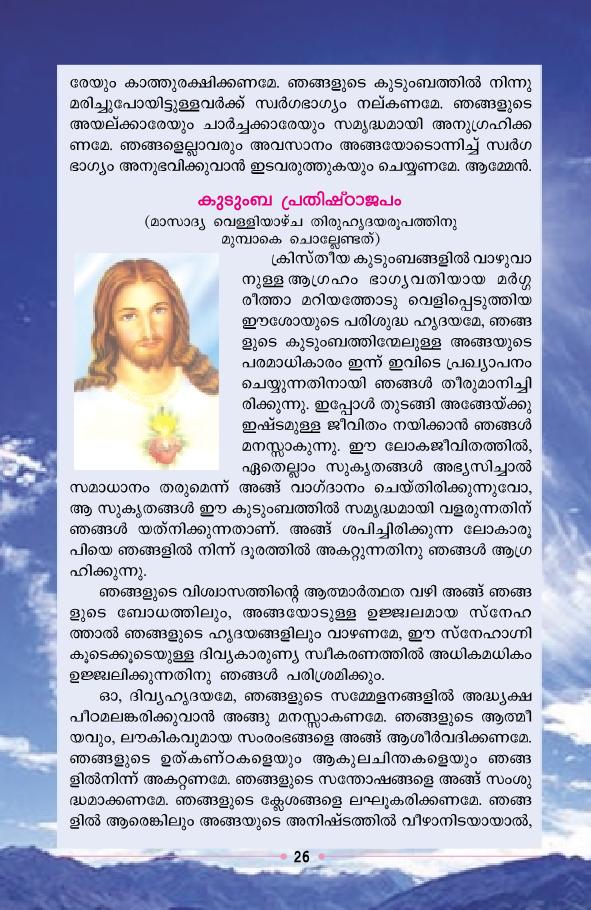 രേയും കാത്തുരക്ഷിക്കണമേ. ഞങ്ങളുടെ കുടുംബത്തിൽ നിന്നു
മരിച്ചുപോയിട്ടുള്ളവർക്ക് സ്വർഗഭാഗ്യം നല്കണമേ. ഞങ്ങളുടെ
അയല്ക്കാരേയും ചാർച്ചക്കാരേയും സമൃദ്ധമായി അനുഗ്രഹിക്ക
ണമേ. ഞങ്ങളെല്ലാവരും അവസാനം അങ്ങയോടൊന്നിച്ച് സ്വർഗ
ഭാഗ്യം അനുഭവിക്കുവാൻ ഇടവരുത്തുകയും ചെയ്യണമേ. ആമ്മേൻ.
കുടുംബ പ്രതിഷ്ഠാജപം
(മാസാദ്യ വെള്ളിയാഴ്ച തിരുഹൃദയരൂപത്തിനു
മുമ്പാകെ ചൊല്ലേണ്ടത്)
ക്രിസ്തീയ കുടുംബങ്ങളിൽ വാഴുവാ
നുള്ള ആഗ്രഹം ഭാഗ്യവതിയായ മർഗ്ഗ
രീത്താ മറിയത്തോടു വെളിപ്പെടുത്തിയ
ഈശോയുടെ പരിശുദ്ധ ഹൃദയമേ, ഞങ്ങ
ളുടെ കുടുംബത്തിന്മേലുള്ള അങ്ങയുടെ
പരമാധികാരം ഇന്ന് ഇവിടെ പ്രഖ്യാപനം
ചെയ്യുന്നതിനായി ഞങ്ങൾ തീരുമാനിച്ചി
രിക്കുന്നു. ഇപ്പോൾ തുടങ്ങി അങ്ങേയ്ക്കു
ഇഷ്ടമുള്ള ജീവിതം നയിക്കാൻ ഞങ്ങൾ
മനസ്സാകുന്നു. ഈ ലോകജീവിതത്തിൽ,
ഏതെല്ലാം സുകൃതങ്ങൾ അഭ്യസിച്ചാൽ
സമാധാനം തരുമെന്ന് അങ്ങ് വാഗ്ദാനം ചെയ്തിരിക്കുന്നുവോ,
ആ സുകൃതങ്ങൾ ഈ കുടുംബത്തിൽ സമൃദ്ധമായി വളരുന്നതിന്
ഞങ്ങൾ യത്നിക്കുന്നതാണ്. അങ്ങ് ശപിച്ചിരിക്കുന്ന ലോകാരൂ
പിയെ ഞങ്ങളിൽ നിന്ന് ദൂരത്തിൽ അകറ്റുന്നതിനു ഞങ്ങൾ ആഗ്ര
ഹിക്കുന്നു.
ഞങ്ങളുടെ വിശ്വാസത്തിന്റെ ആത്മാർത്ഥത വഴി അങ്ങ് ഞങ്ങ
ളുടെ ബോധത്തിലും, അങ്ങയോടുള്ള ഉജ്ജ്വലമായ സ്നേഹ
ത്താൽ ഞങ്ങളുടെ ഹൃദയങ്ങളിലും വാഴണമേ, ഈ സ്നേഹാഗ്നി
കൂടെക്കൂടെയുള്ള ദിവ്യകാരുണ്യ സ്വീകരണത്തിൽ അധികമധികം
ഉജ്ജ്വലിക്കുന്നതിനു ഞങ്ങൾ പരിശ്രമിക്കും.
ഓ, ദിവ്യഹൃദയമേ, ഞങ്ങളുടെ സമ്മേളനങ്ങളിൽ അദ്ധ്യക്ഷ
പീഠമലങ്കരിക്കുവാൻ അങ്ങു മനസ്സാകണമേ. ഞങ്ങളുടെ ആത്മീ
യവും, ലൗകികവുമായ സംരംഭങ്ങളെ അങ്ങ് ആശീർവദിക്കണമേ.
ഞങ്ങളുടെ ഉത്കണ്ഠകളെയും ആകുലചിന്തകളെയും ഞങ്ങ
ളിൽനിന്ന് അകറ്റണമേ. ഞങ്ങളുടെ സന്തോഷങ്ങളെ അങ്ങ് സംശു
ദ്ധമാക്കണമേ. ഞങ്ങളുടെ ക്ലേശങ്ങളെ ലഘൂകരിക്കണമേ. ഞങ്ങ
ളിൽ ആരെങ്കിലും അങ്ങയുടെ അനിഷ്ടത്തിൽ വീഴാനിടയായാൽ,
26